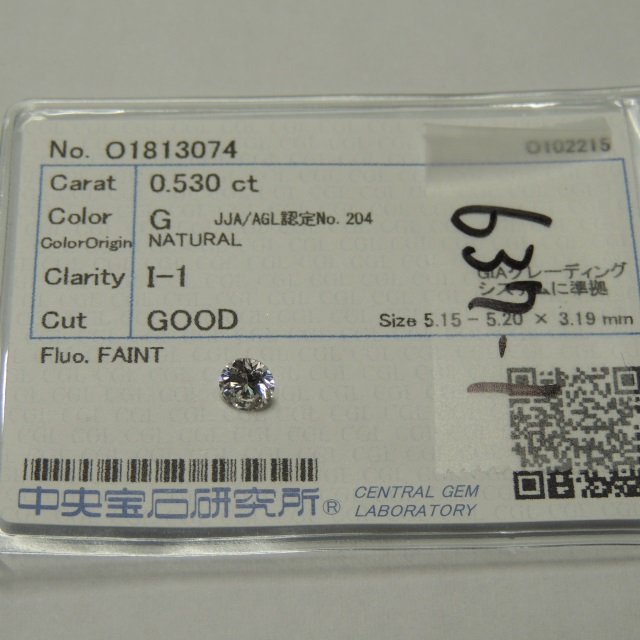 No. O1813074
O102215
Carat 0.530 ct
Color G JJA/AGL認定No. 204
ColorOrigin NATURAL
Clarity I-1
GIAグレーディング
システムに準拠
Cut GOOD Size 5.15 - 5.20 × 3.19 mm
Fluo. FAINT
中央宝石研究所® CENTRAL GEM
LABORATORY